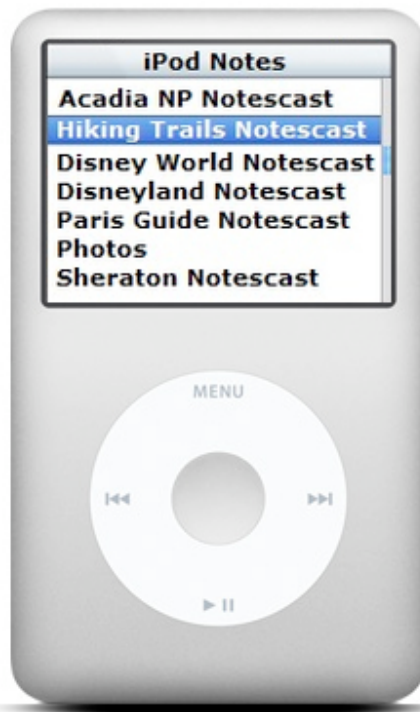 iPod Notes
Acadia NP Notescast
Hiking Trails Notescast
Disney World Notescast
Disneyland Notescast
Paris Guide Notescast
Photos
Sheraton Notescast
MENU